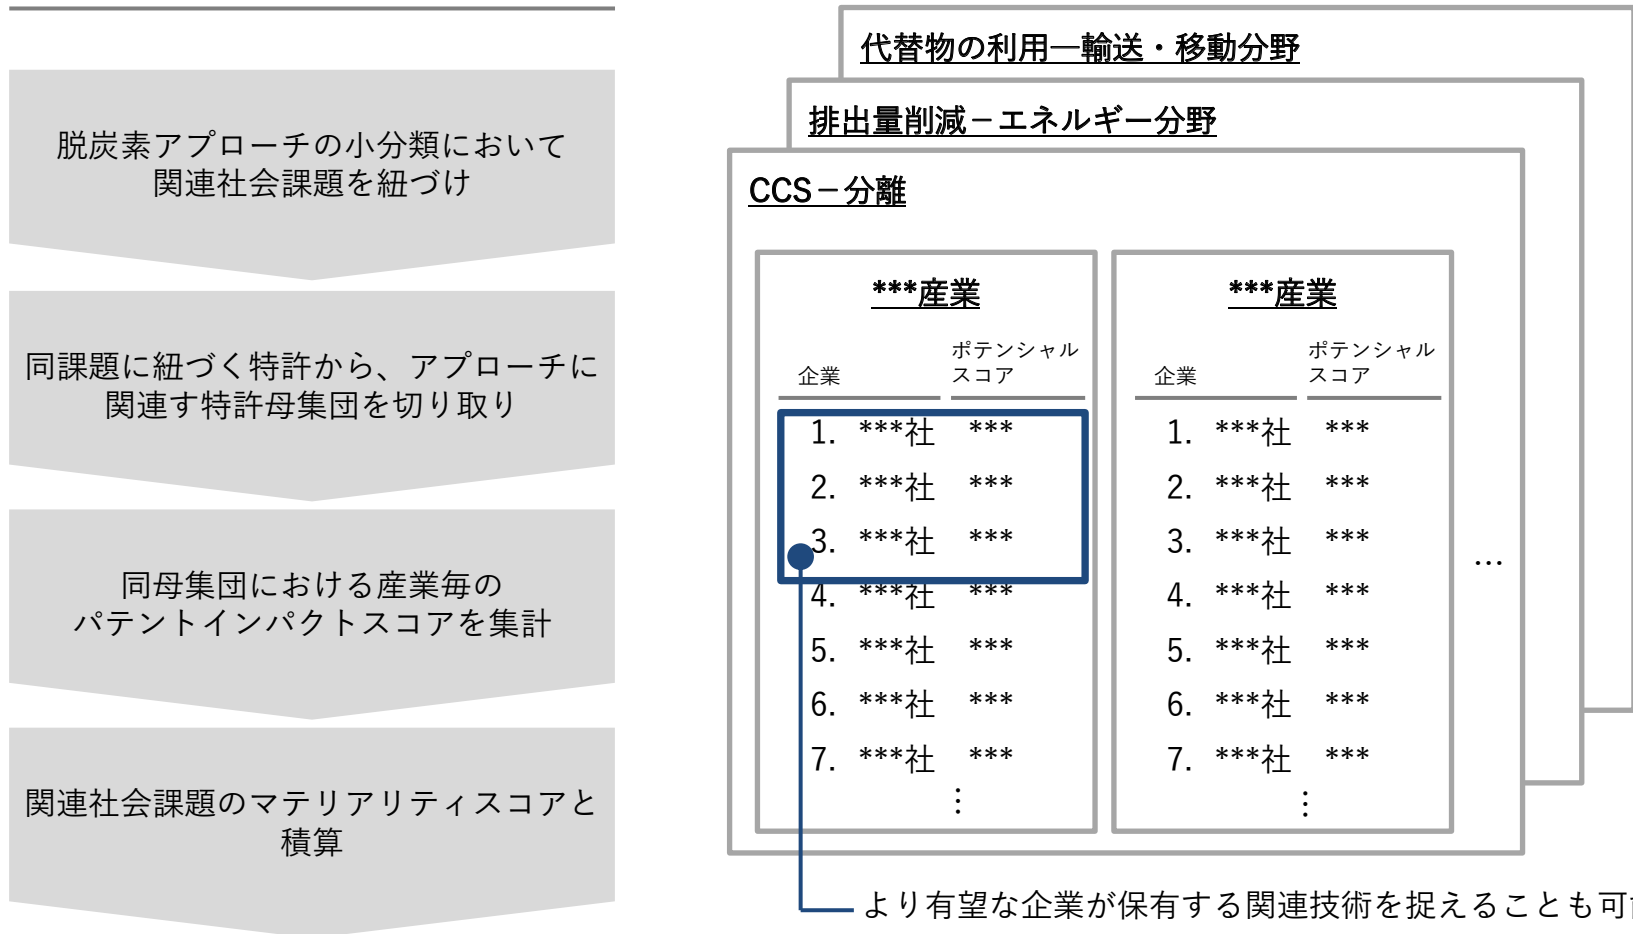 脱炭素アプローチの小分類において
関連社会課題を紐づけ
同課題に紐づく特許から、アプローチに
関連す特許母集団を切り取り
同母集団における産業毎の
パテントインパクトスコアを集計
関連社会課題のマテリアリティスコアと
積算
代替物の利用―輸送・移動分野
排出量削減－エネルギー分野
CCS－分離
***産業
企業 ポテンシャル
スコア
1. ***社 ***
2. ***社 ***
3. ***社 ***
4. ***社 ***
5. ***社 ***
6. ***社 ***
7. ***社 ***
⋮
***産業
企業 ポテンシャル
スコア
1. ***社 ***
2. ***社 ***
3. ***社 ***
4. ***社 ***
5. ***社 ***
6. ***社 ***
7. ***社 ***
⋮
…
より有望な企業が保有する関連技術を捉えることも可